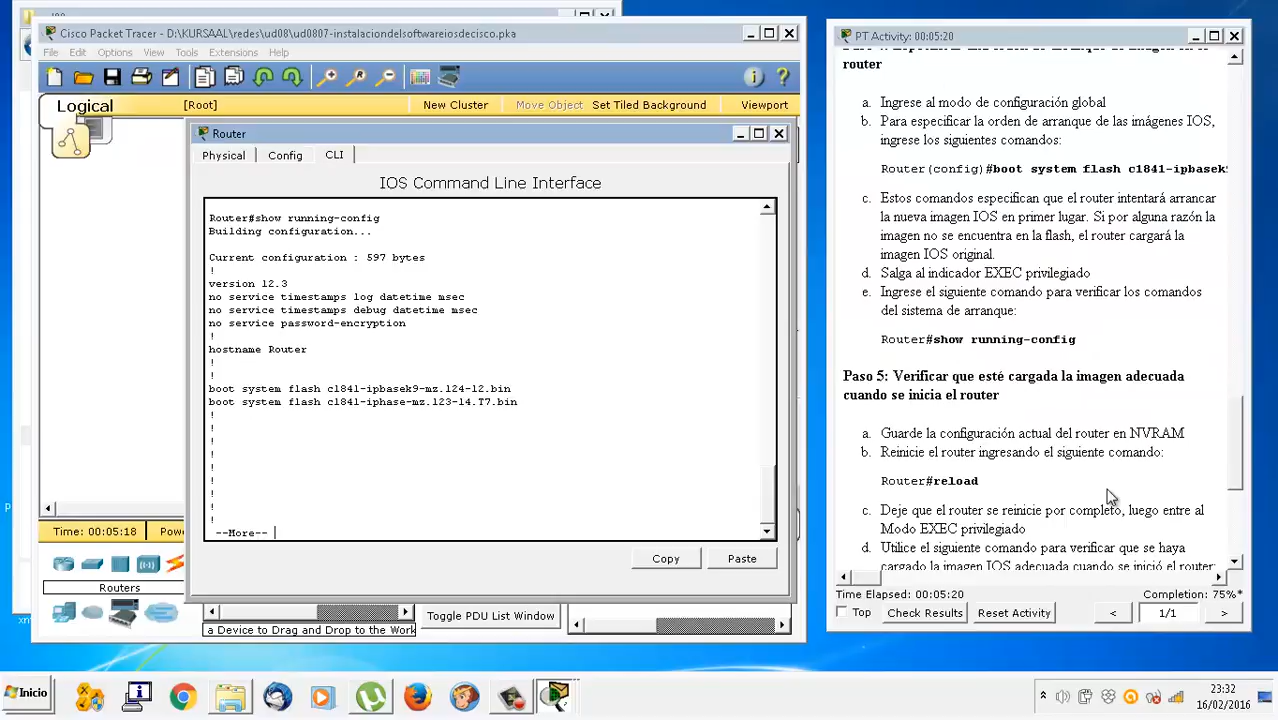 Cisco Packet Tracer - D:\KURSAAL\redes\ud08\ud0807-instalaciondelsoftwareiosdecisco.pka
File Edit Options View Tools Extensions Help
Logical [Root] New Cluster Move Object Set Tiled Background Viewport
Router
Physical Config CLI
IOS Command Line Interface
Router#show running-config
Building configuration...
Current configuration : 597 bytes
!
version 12.3
no service timestamps log datetime msec
no service timestamps debug datetime msec
no service password-encryption
!
hostname Router
!
!
boot system flash c1841-ipbasek9-mz.124-12.bin
boot system flash c1841-iphase-mz.123-14.T7.bin
!
!
!
!
!
!
!
!
!
--More--
Copy Paste
Time: 00:05:18
Routers
Toggle PDU List Window
a Device to Drag and Drop to the Work
PT Activity: 00:05:20
router
a. Ingrese al modo de configuración global
b. Para especificar la orden de arranque de las imágenes IOS,
ingrese los siguientes comandos:
Router(config)#boot system flash c1841-ipbasek9
c. Estos comandos especifican que el router intentará arrancar
la nueva imagen IOS en primer lugar. Si por alguna razón la
imagen no se encuentra en la flash, el router cargará la
imagen IOS original.
d. Salga al indicador EXEC privilegiado
e. Ingrese el siguiente comando para verificar los comandos
del sistema de arranque:
Router#show running-config
Paso 5: Verificar que esté cargada la imagen adecuada
cuando se inicia el router
a. Guarde la configuración actual del router en NVRAM
b. Reinicie el router ingresando el siguiente comando:
Router#reload
c. Deje que el router se reinicie por completo, luego entre al
Modo EXEC privilegiado
d. Utilice el siguiente comando para verificar que se haya
cargado la imagen IOS adecuada cuando se inició el router:
Time Elapsed: 00:05:20 Completion: 75%*
Top Check Results Reset Activity < 1/1 >
Inicio
23:32
16/02/2016